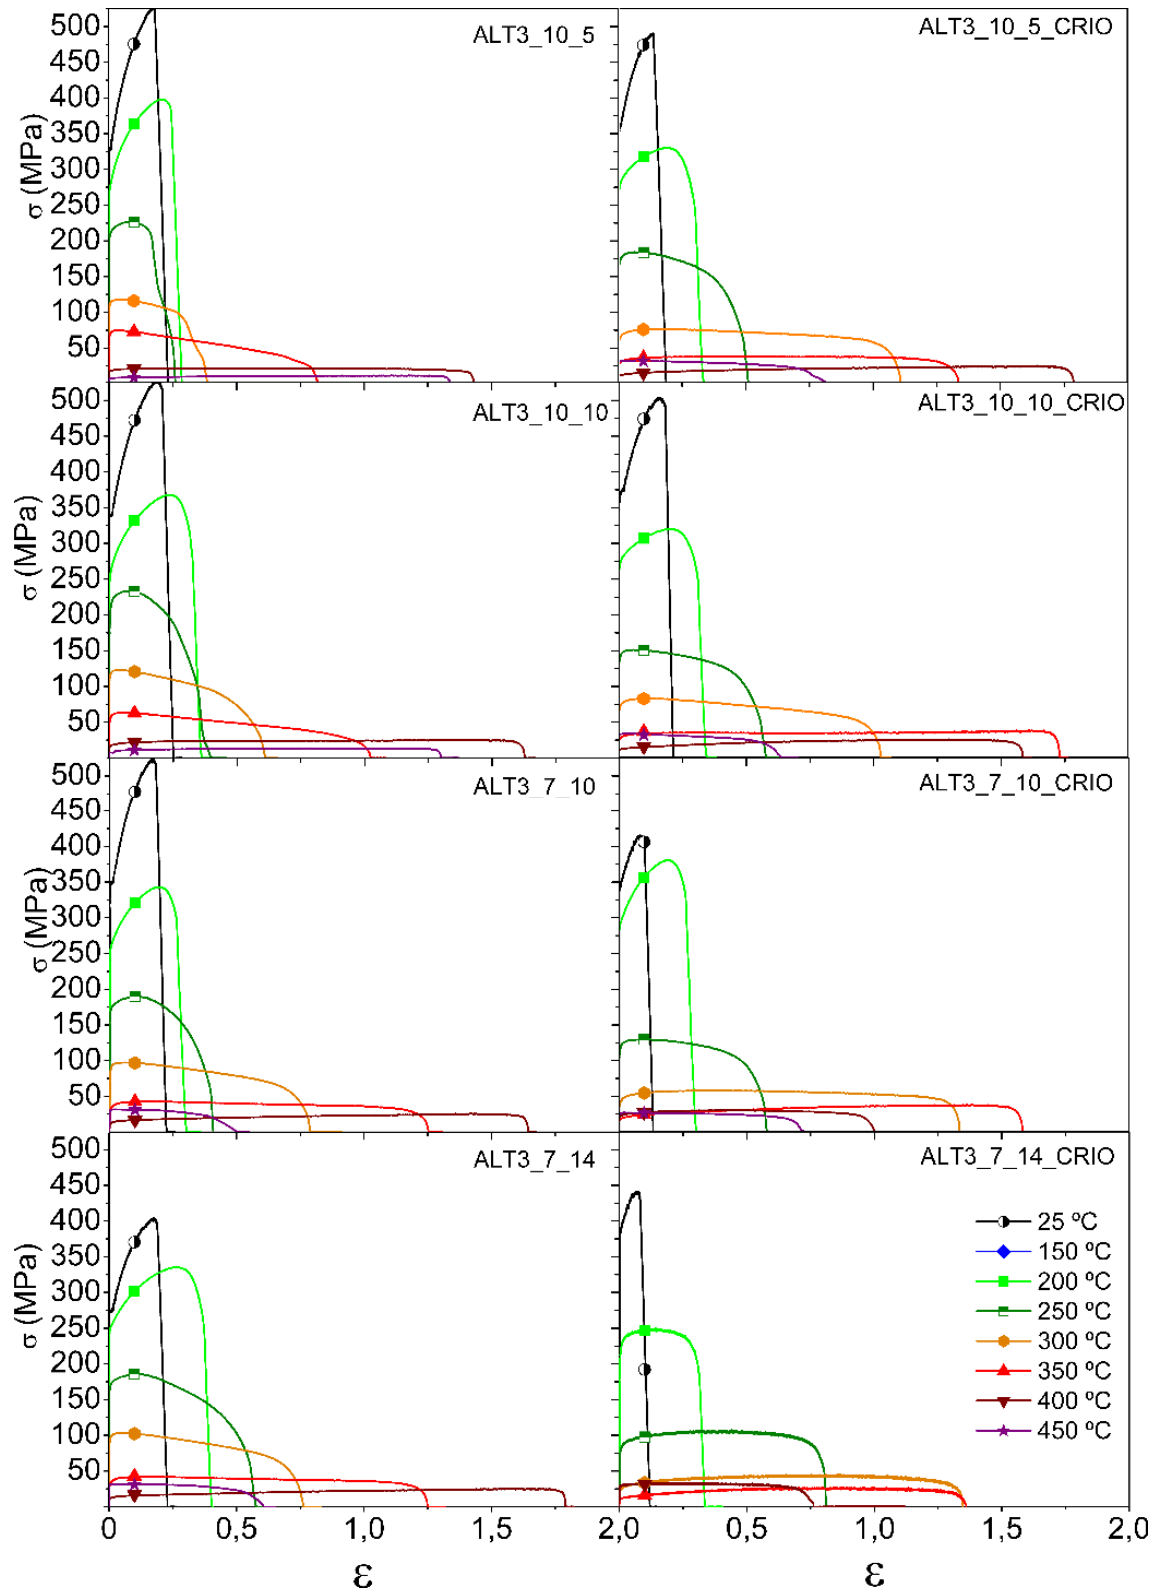 500
450
400
350
300
250
200
150
100
50
σ (MPa)
ALT3_10_5
ALT3_10_5_CRIO
500
450
400
350
300
250
200
150
100
50
σ (MPa)
ALT3_10_10
ALT3_10_10_CRIO
500
450
400
350
300
250
200
150
100
50
σ (MPa)
ALT3_7_10
ALT3_7_10_CRIO
500
450
400
350
300
250
200
150
100
50
σ (MPa)
ALT3_7_14
ALT3_7_14_CRIO
25 ºC
150 ºC
200 ºC
250 ºC
300 ºC
350 ºC
400 ºC
450 ºC
0 0,5 1,0 1,5 2,0 0,5 1,0 1,5 2,0
ε ε